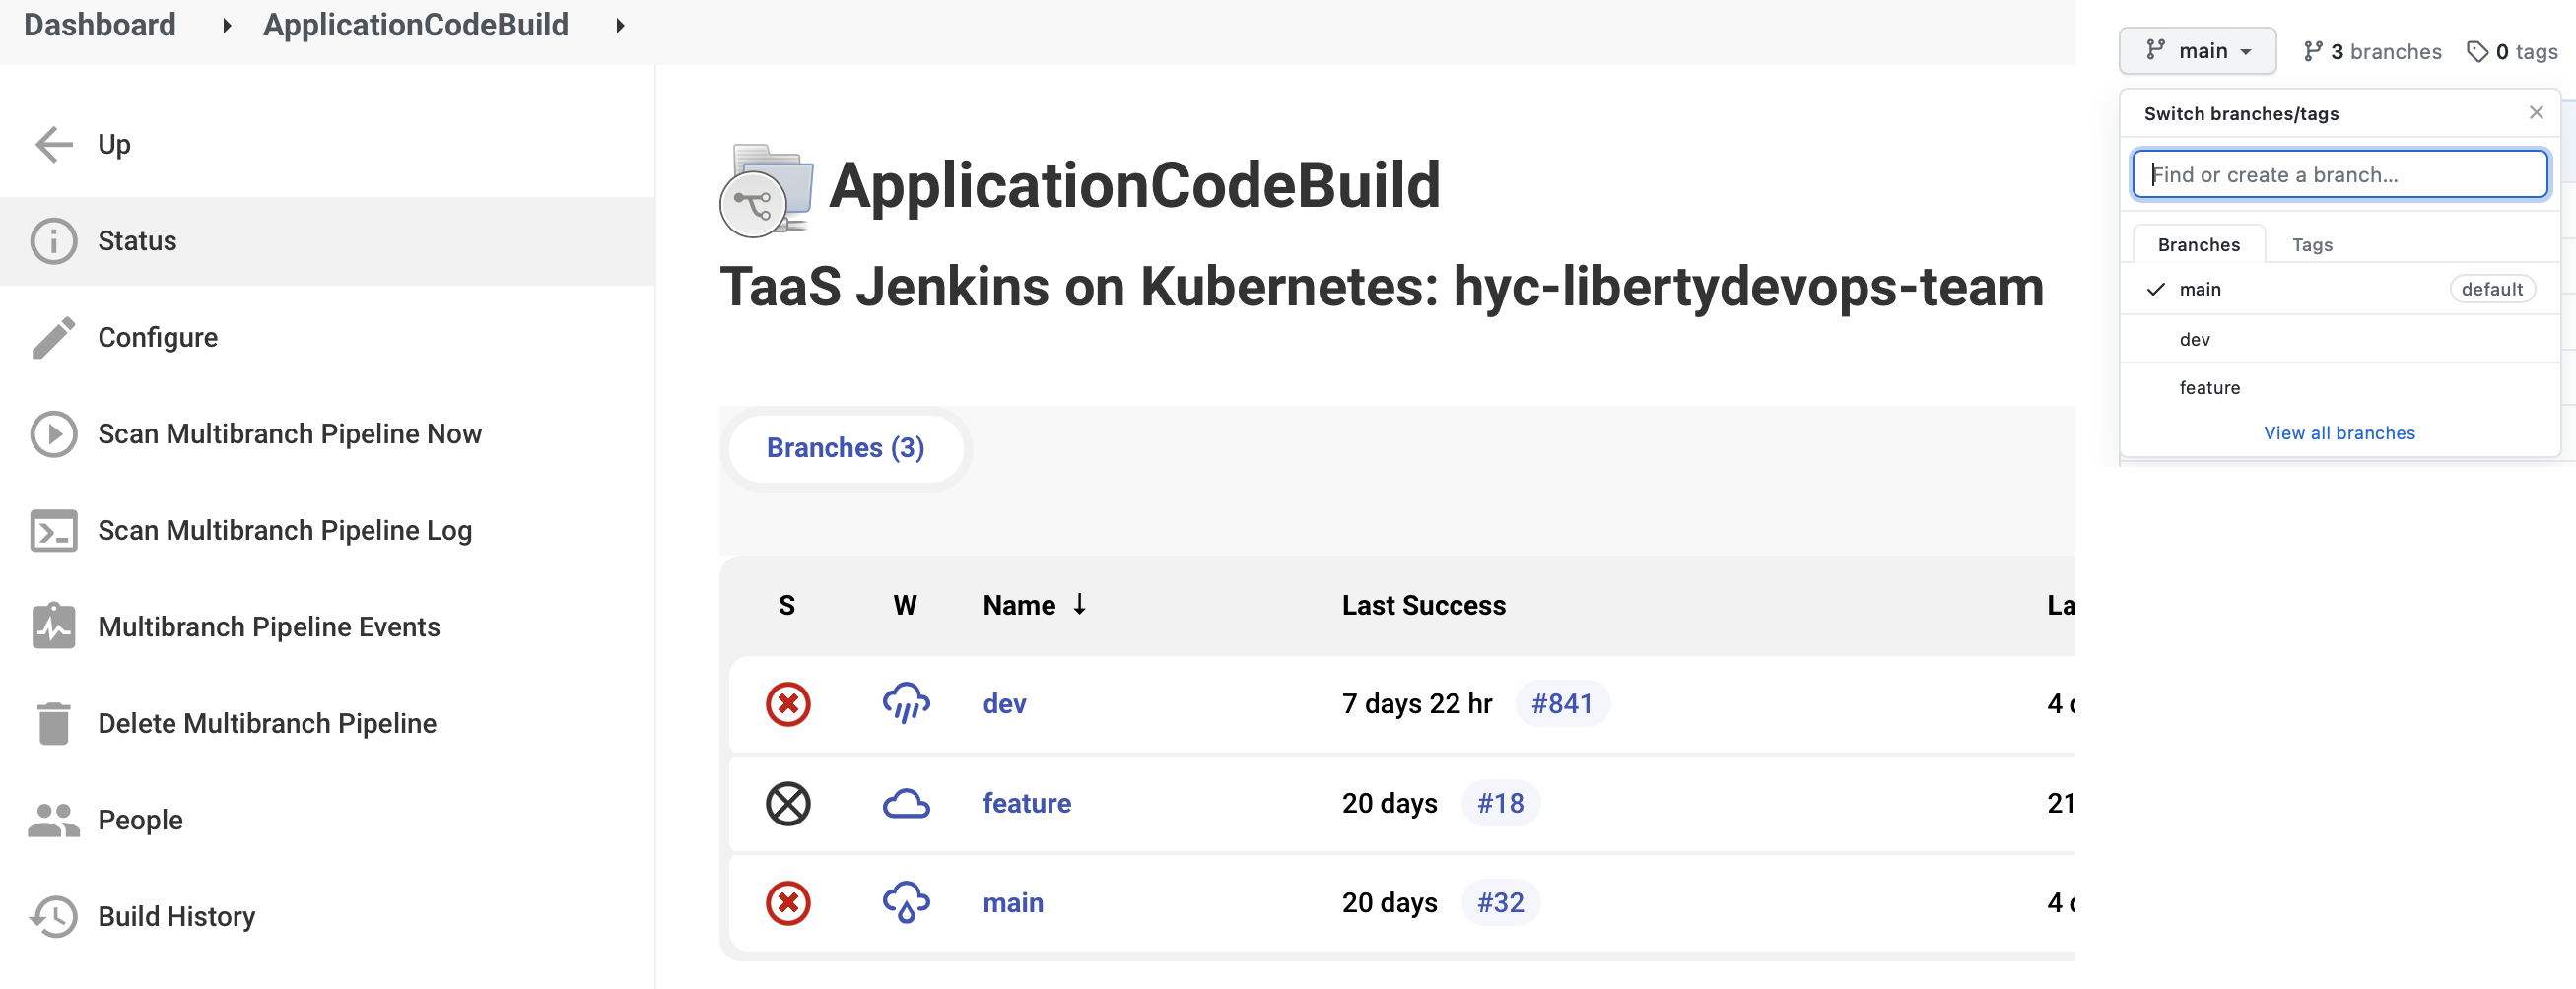 Dashboard ApplicationCodeBuild
Up
Status
Configure
Scan Multibranch Pipeline Now
Scan Multibranch Pipeline Log
Multibranch Pipeline Events
Delete Multibranch Pipeline
People
Build History
ApplicationCodeBuild
TaaS Jenkins on Kubernetes: hyc-libertydevops-team
Branches (3)
S W Name ↓ Last Success La
dev 7 days 22 hr #841 4
feature 20 days #18 21
main 20 days #32 4
main 3 branches 0 tags
Switch branches/tags
Find or create a branch...
Branches Tags
main default
dev
feature
View all branches